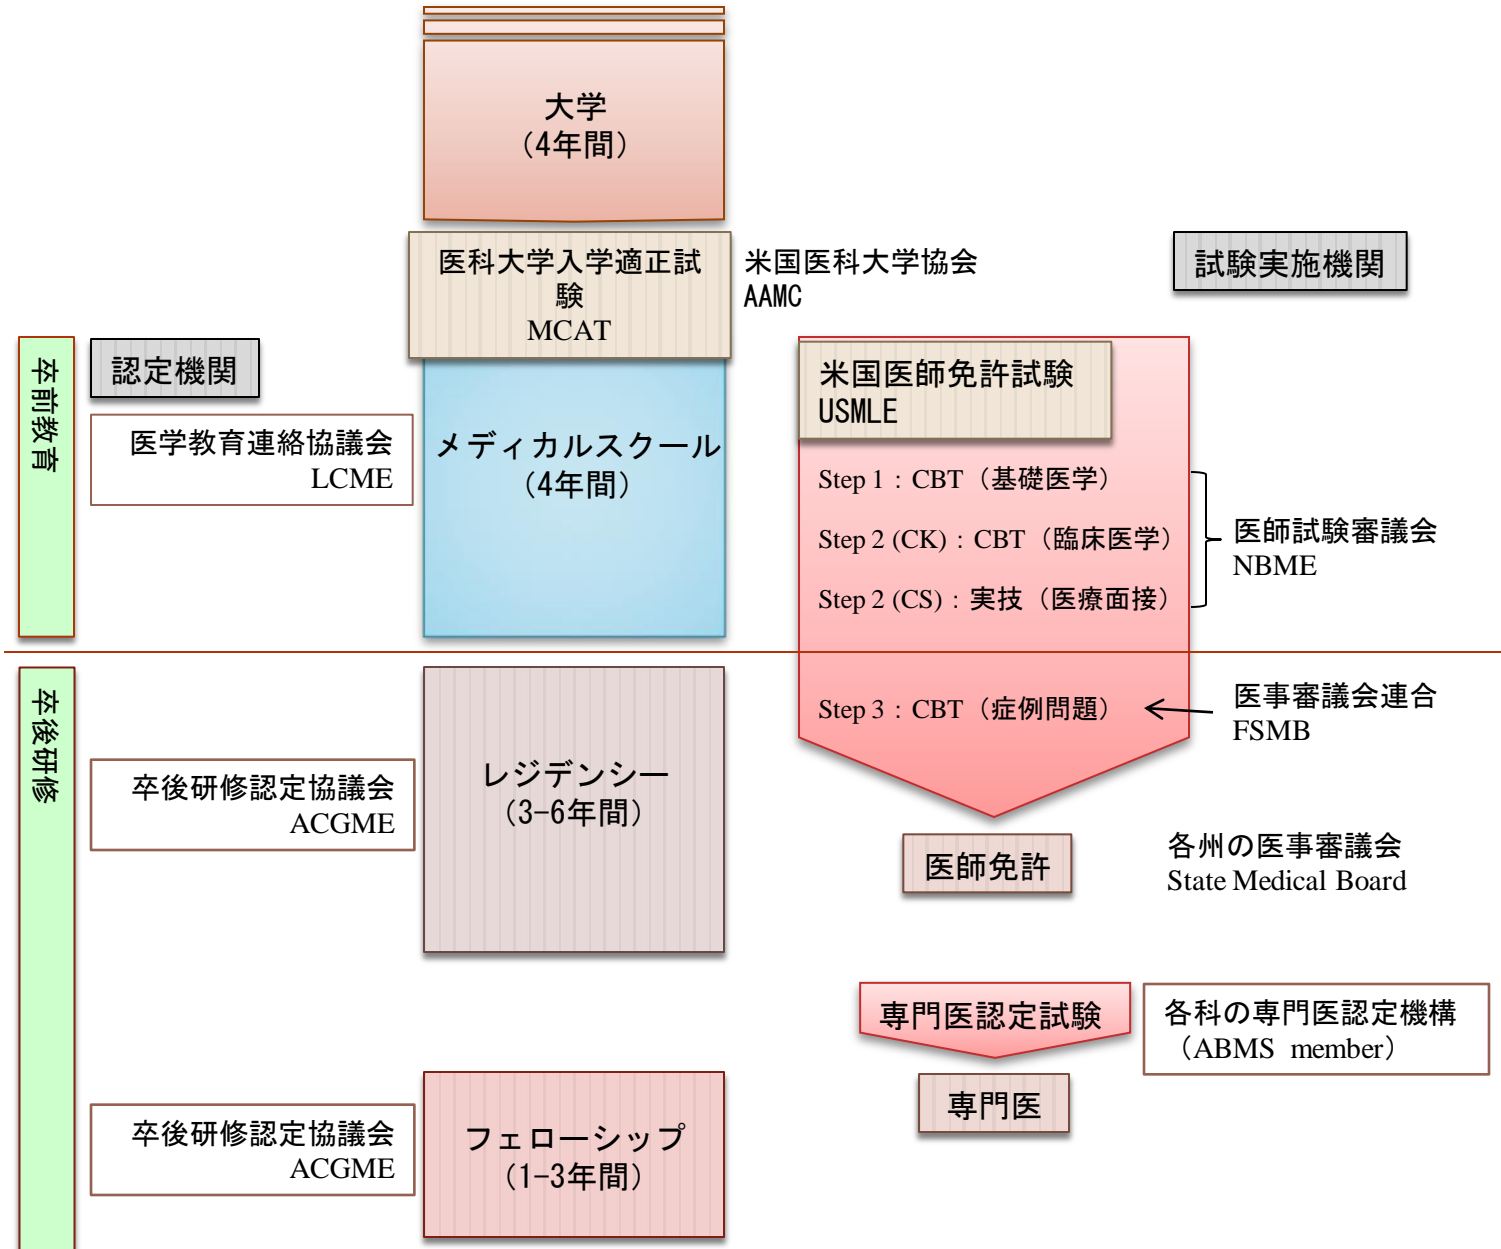 大学
（4年間）
医科大学入学適正試
験
MCAT
米国医科大学協会
AAMC
試験実施機関
卒前教育
認定機関
医学教育連絡協議会
LCME
メディカルスクール
（4年間）
米国医師免許試験
USMLE
Step 1：CBT（基礎医学）
Step 2 (CK)：CBT（臨床医学）
Step 2 (CS)：実技（医療面接）
医師試験審議会
NBME
卒後研修
卒後研修認定協議会
ACGME
レジデンシー
（3-6年間）
Step 3：CBT（症例問題）
医事審議会連合
FSMB
医師免許
各州の医事審議会
State Medical Board
専門医認定試験
各科の専門医認定機構
（ABMS member）
専門医
卒後研修認定協議会
ACGME
フェローシップ
（1-3年間）